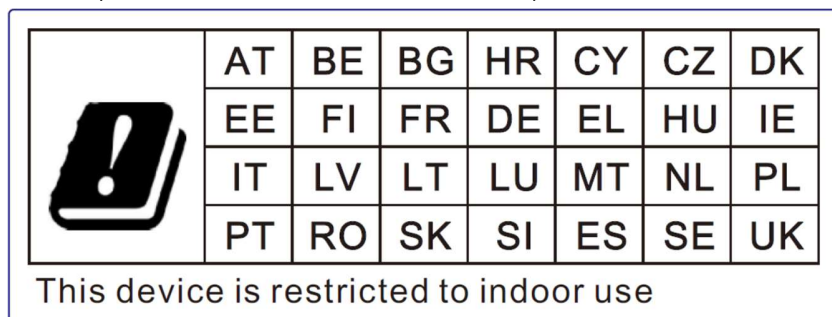 AT BE BG HR CY CZ DK
EE FI FR DE EL HU IE
IT LV LT LU MT NL PL
PT RO SK SI ES SE UK
This device is restricted to indoor use